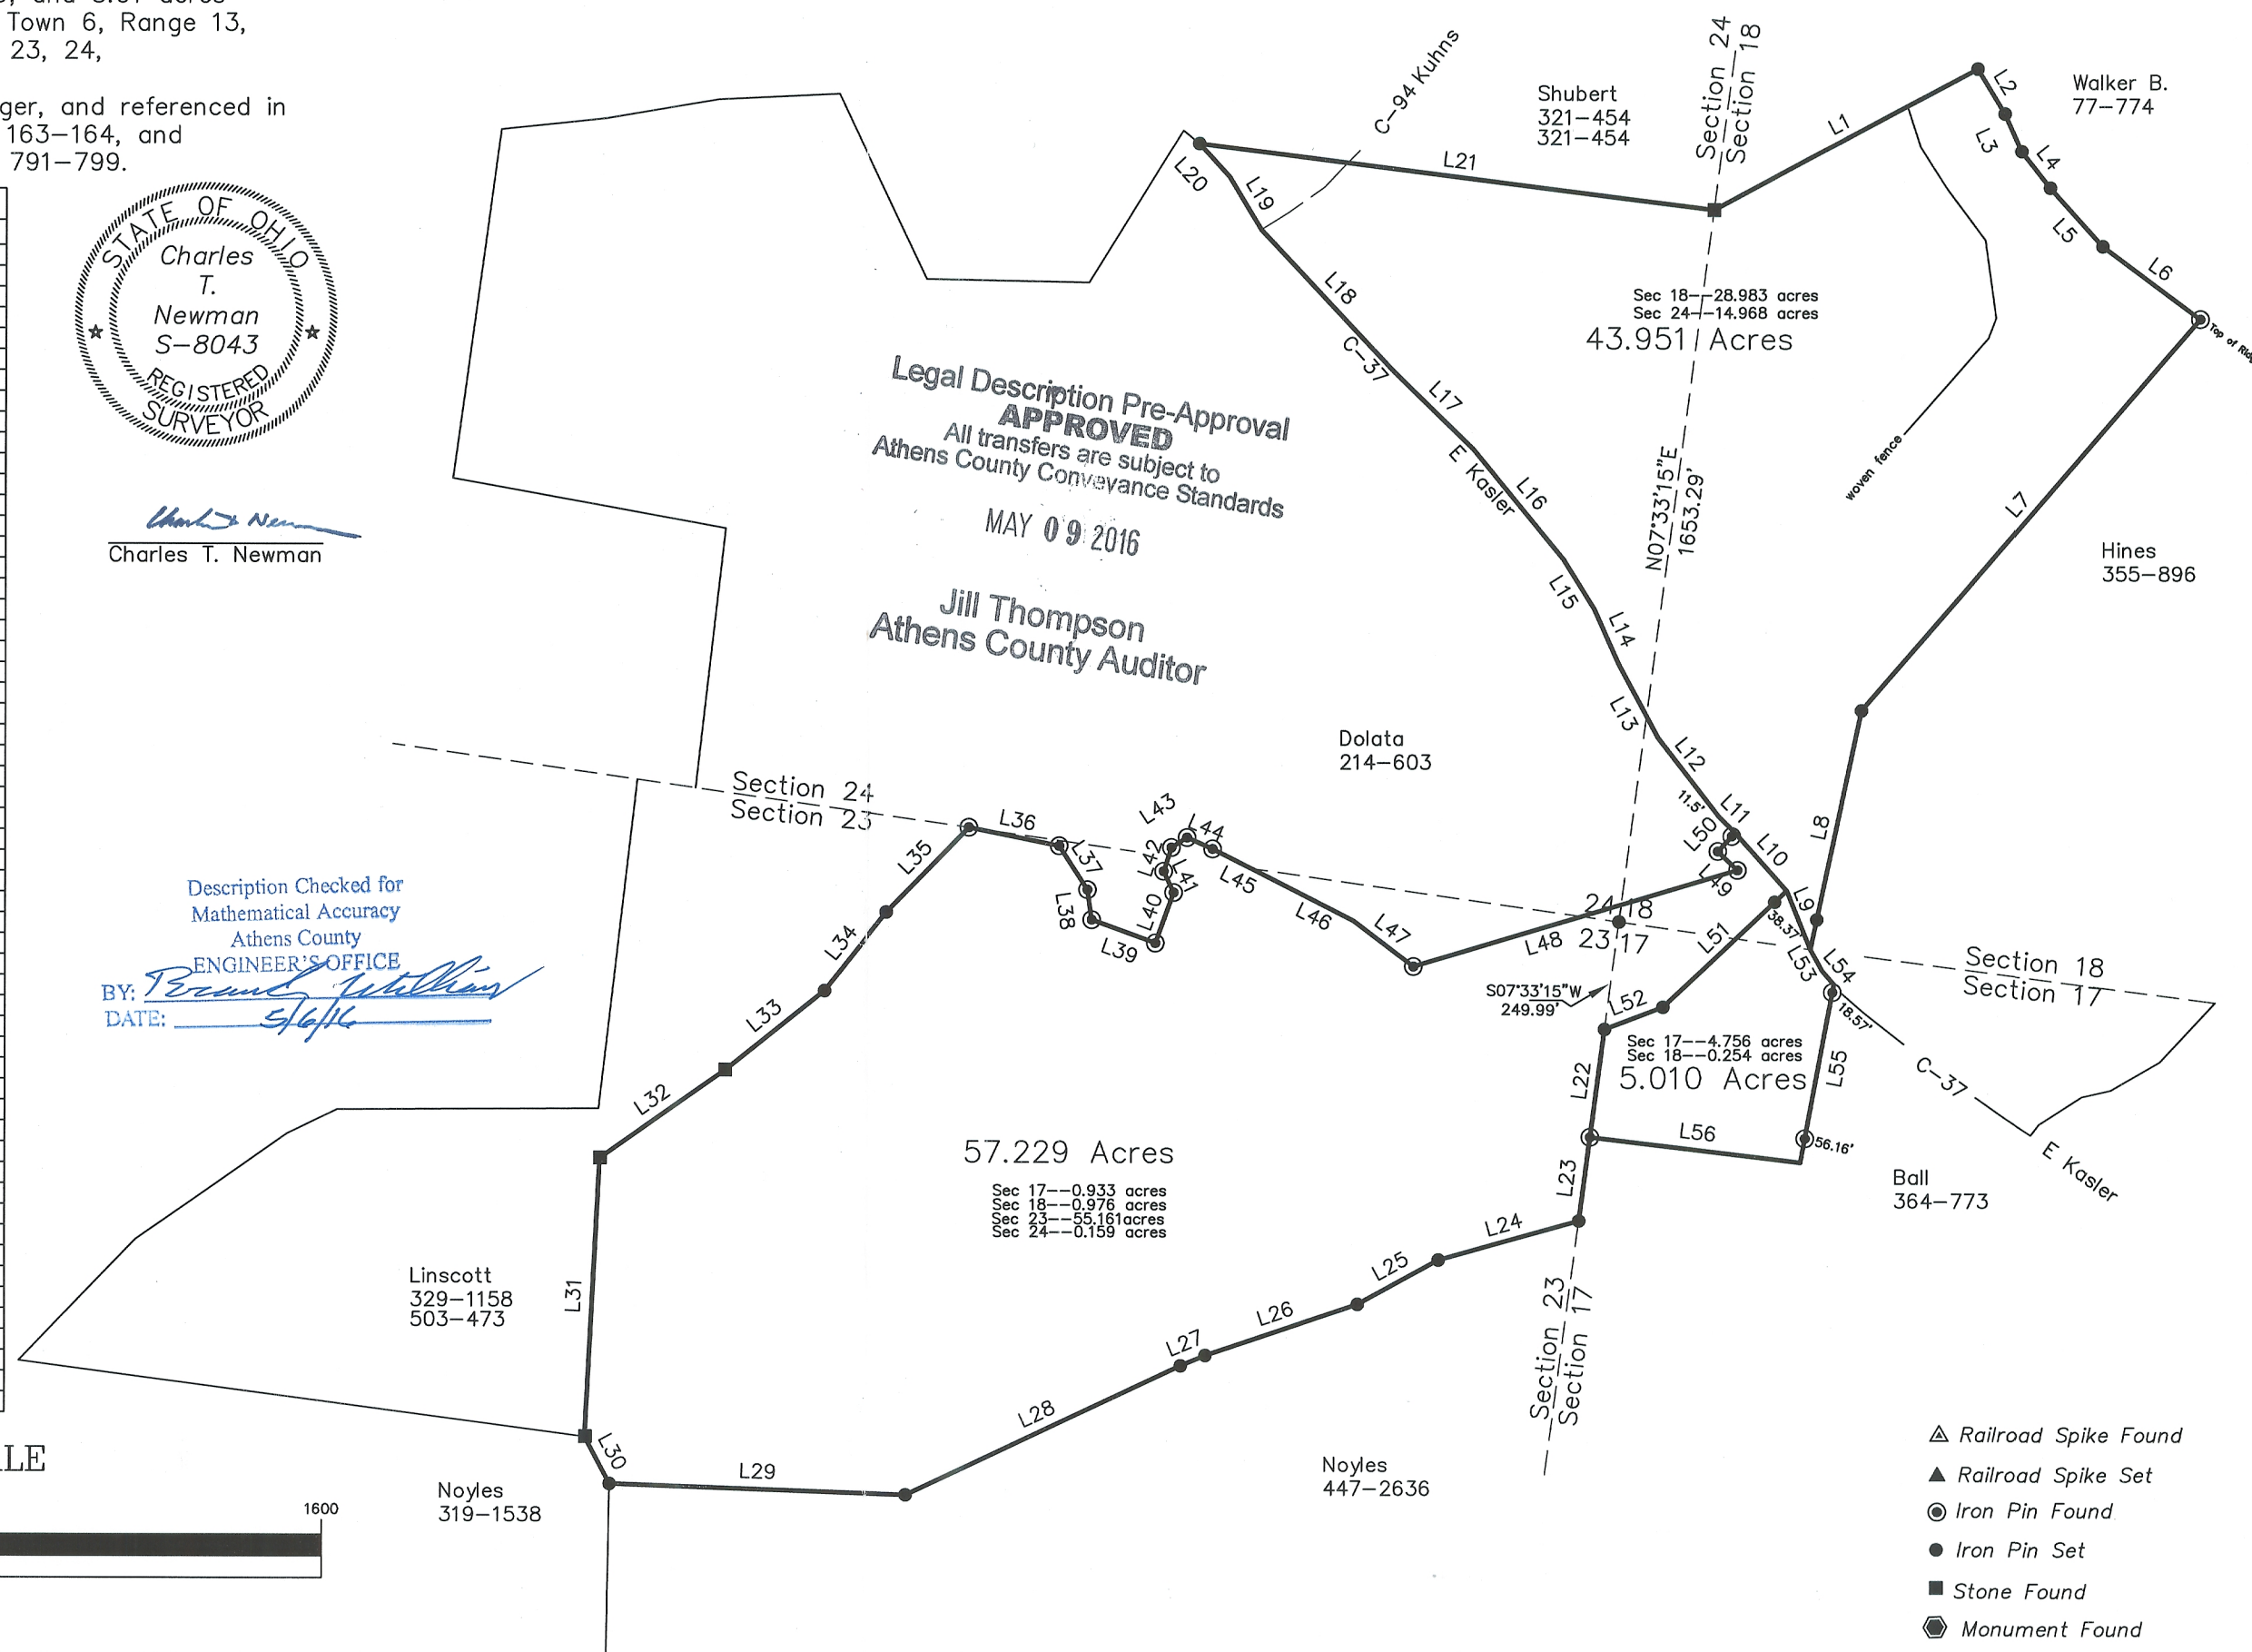 , and 8.01 acres
Town 6, Range 13,
23, 24,
ger, and referenced in
163-164, and
791-799.
STATE OF OHIO
Charles
T.
Newman
S-8043
REGISTERED
SURVEYOR
Charles T. Newman
Description Checked for
Mathematical Accuracy
Athens County
ENGINEER'S OFFICE
BY:
DATE: 5/6/16
Legal Description Pre-Approval
APPROVED
All transfers are subject to
Athens County Conveyance Standards
MAY 09 2016
Jill Thompson
Athens County Auditor
C-94 Kuhns
Shubert
321-454
321-454
Section 24
Section 18
Walker B.
77-774
L1
L2
L3
L4
L5
L6
Top of Rid
L7
Hines
355-896
woven fence
L21
L20
L19
L18
C-37
L17
E Kasler
L16
L15
L14
L13
L12
11.5'
L11
L10
L9
L8
Sec 18--28.983 acres
Sec 24--14.968 acres
43.951 Acres
N07°33'15"E
1653.29'
Dolata
214-603
Section 24
Section 23
L36
L35
L34
L33
L32
L31
L30
L29
L28
L27
L26
L25
L24
L23
L22
L37
L38
L39
L40
L41
L42
L43
L44
L45
L46
L47
L48
L49
L50
24 18
23 17
38.37'
L51
L52
L53
L54
S07°33'15"W
249.99'
Section 18
Section 17
18.57'
L55
C-37
E Kasler
Sec 17--4.756 acres
Sec 18--0.254 acres
5.010 Acres
L56
56.16'
Ball
364-773
57.229 Acres
Sec 17--0.933 acres
Sec 18--0.976 acres
Sec 23--55.161acres
Sec 24--0.159 acres
Linscott
329-1158
503-473
Section 23
Section 17
Noyles
319-1538
Noyles
447-2636
LE
1600
Railroad Spike Found
Railroad Spike Set
Iron Pin Found
Iron Pin Set
Stone Found
Monument Found